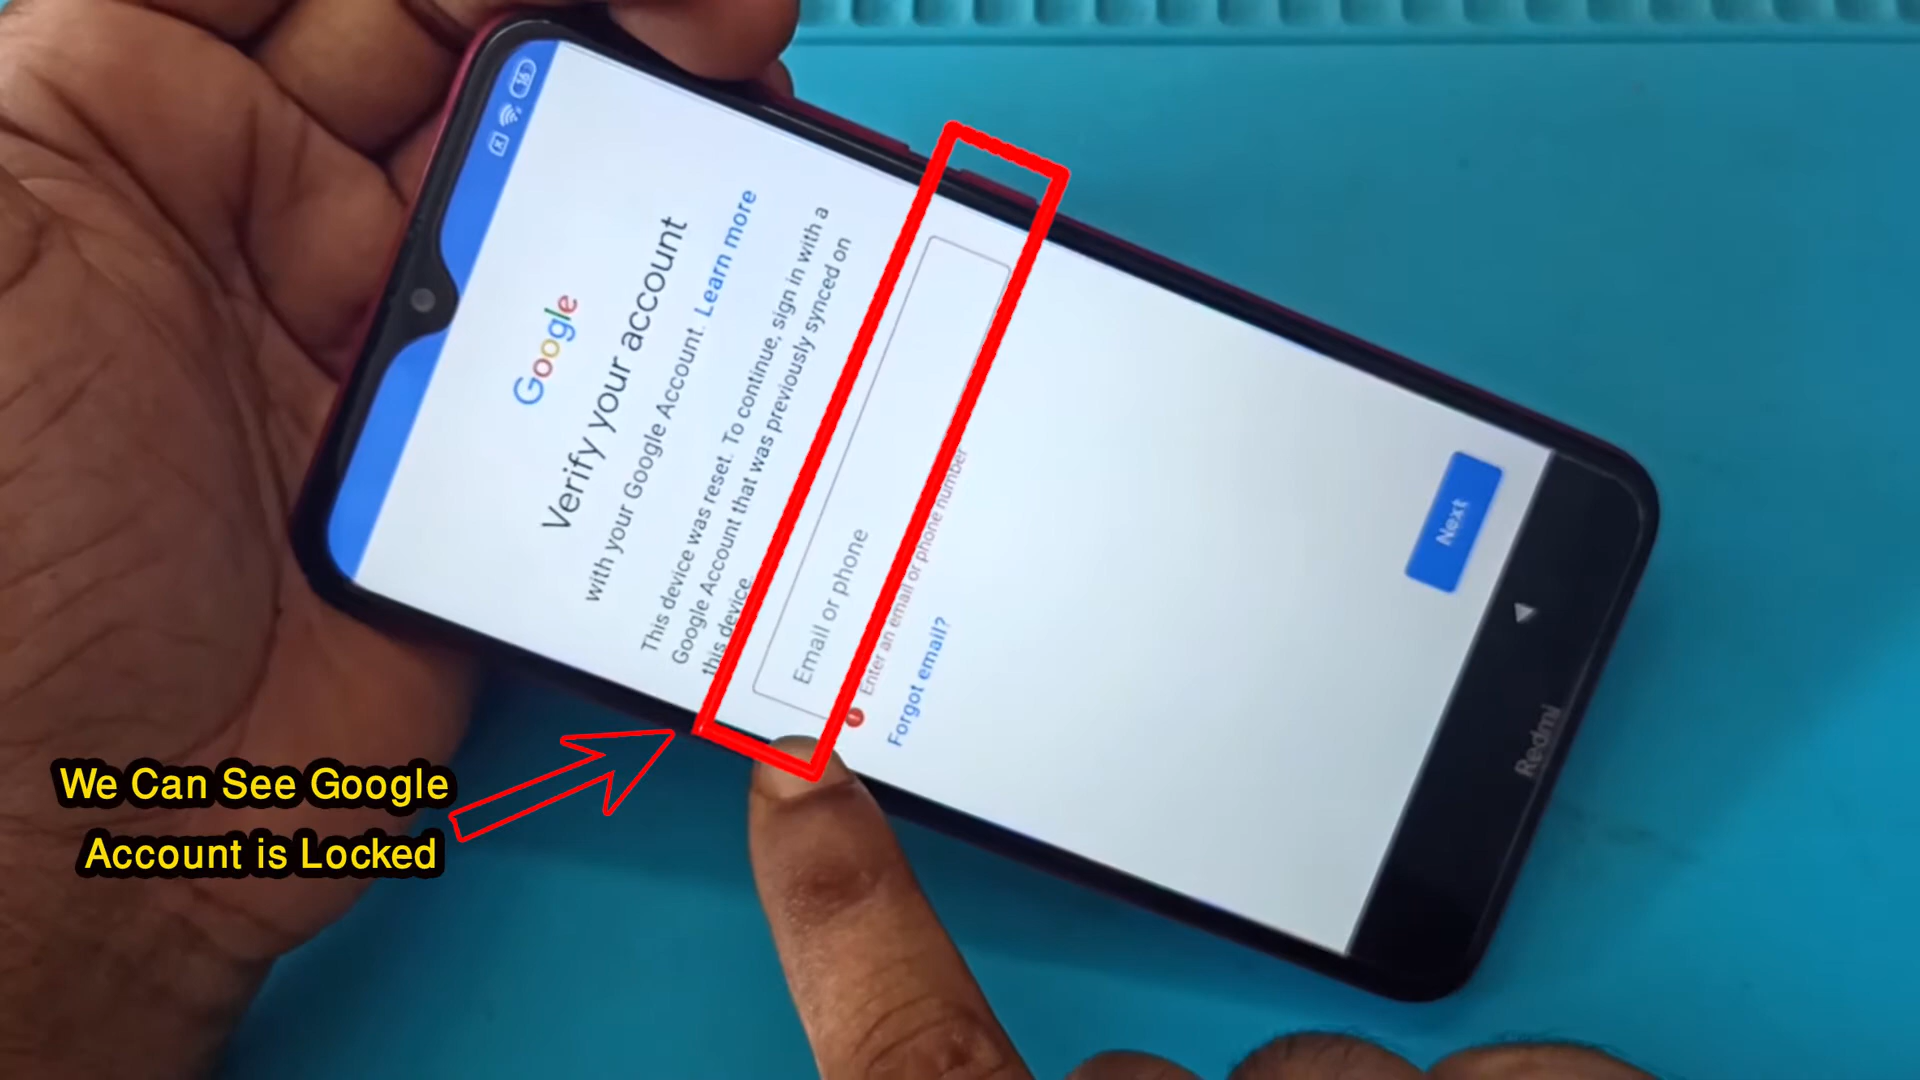 36
Google
Verify your account
with your Google Account. Learn more
This device was reset. To continue, sign in with a
Google Account that was previously synced on
this device.
Email or phone
Enter an email or phone number
Forgot email?
Next
Redmi
We Can See Google
Account is Locked